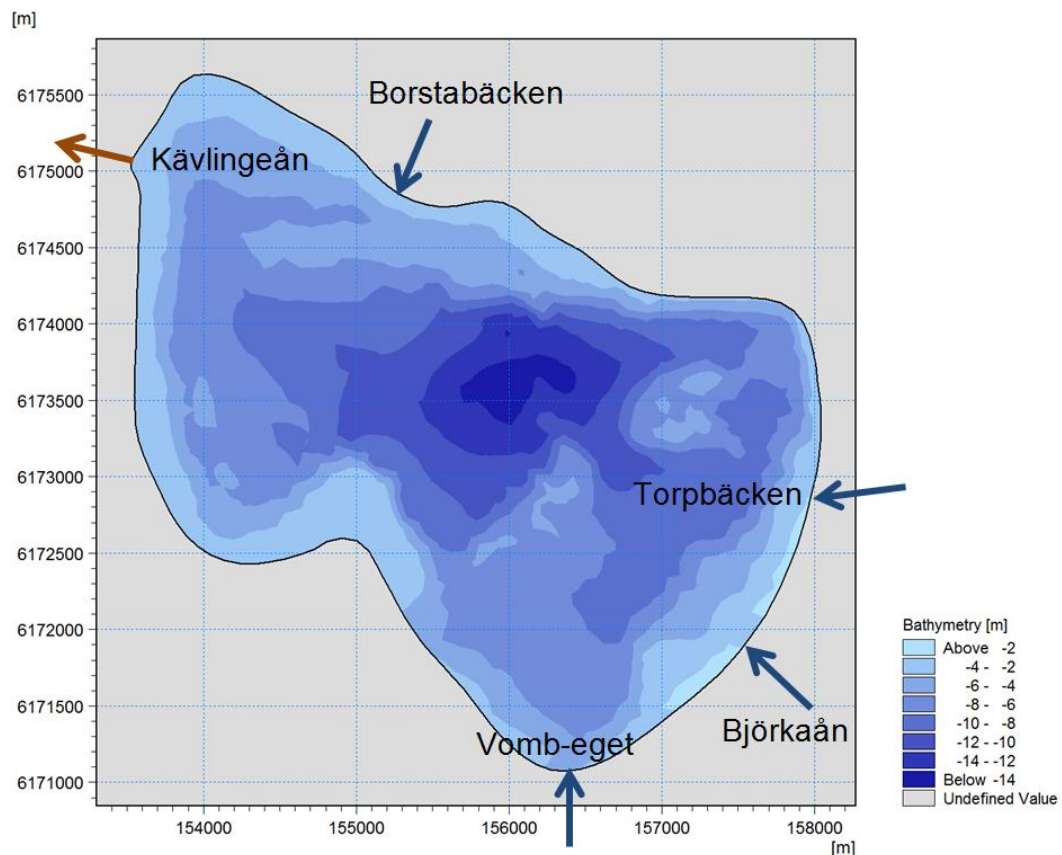 [m]
6175500
6175000
6174500
6174000
6173500
6173000
6172500
6172000
6171500
6171000
Borstabäcken
Kävlingeån
Torpbäcken
Björkaån
Vomb-eget
154000 155000 156000 157000 158000
[m]
Bathymetry [m]
Above -2
-4 - -2
-6 - -4
-8 - -6
-10 - -8
-12 - -10
-14 - -12
Below -14
Undefined Value